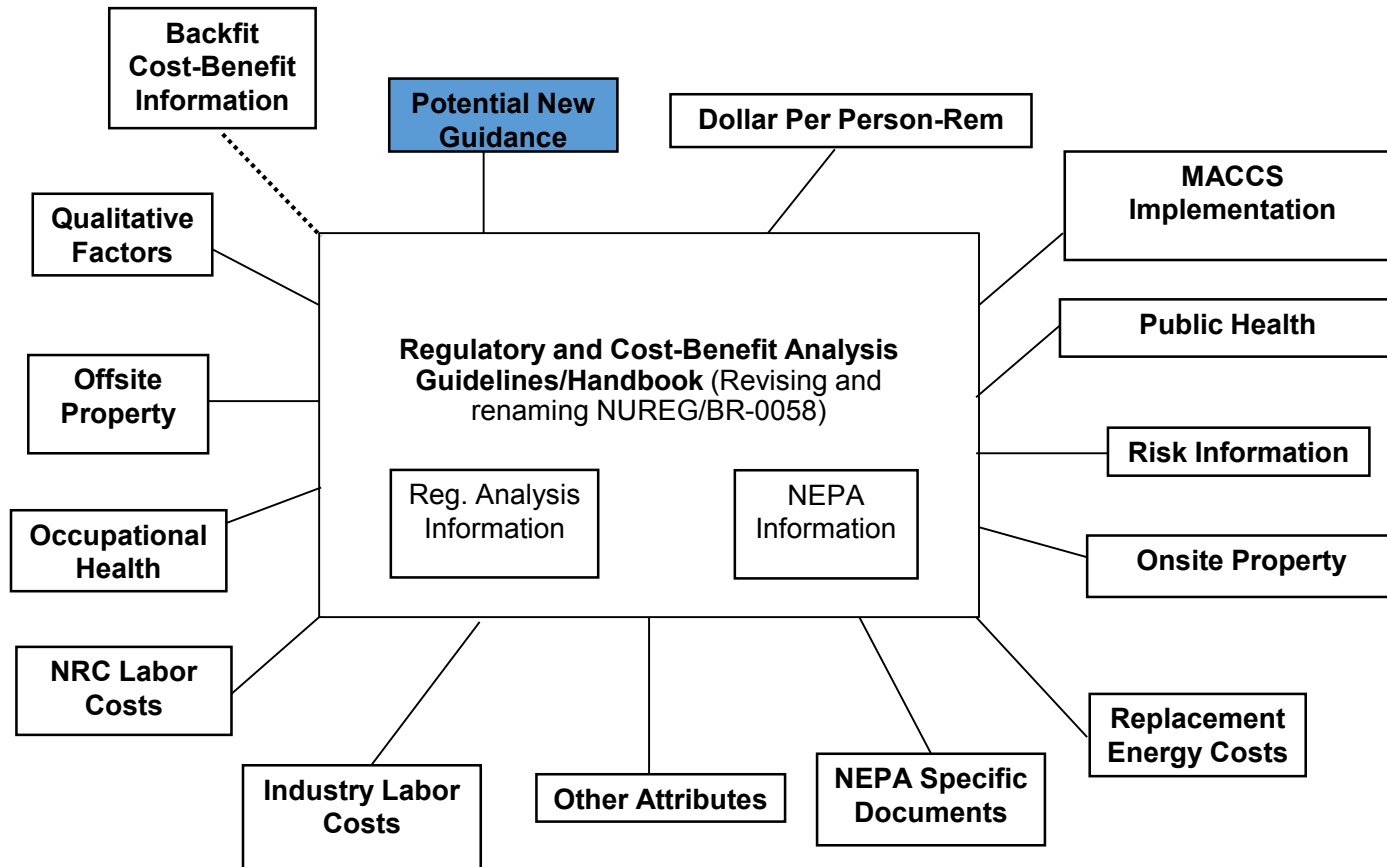 Backfit
Cost-Benefit
Information
Potential New
Guidance
Dollar Per Person-Rem
MACCS
Implementation
Qualitative
Factors
Public Health
Regulatory and Cost-Benefit Analysis
Guidelines/Handbook (Revising and
renaming NUREG/BR-0058)
Offsite
Property
Risk Information
Reg. Analysis
Information
NEPA
Information
Occupational
Health
Onsite Property
NRC Labor
Costs
Replacement
Energy Costs
Industry Labor
Costs
Other Attributes
NEPA Specific
Documents